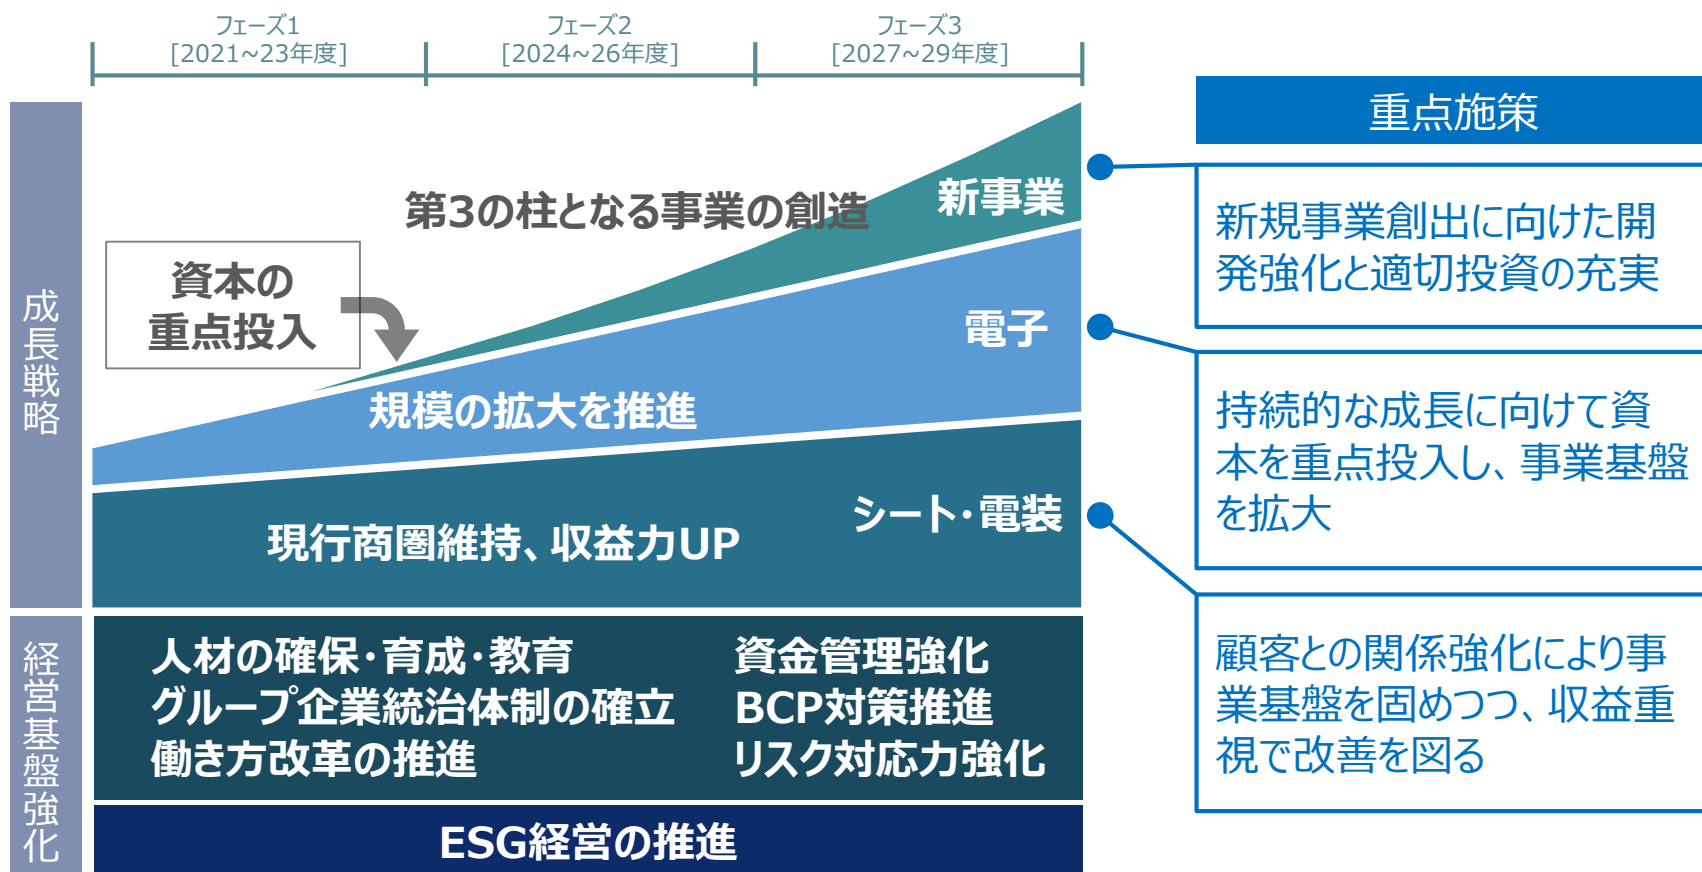 フェーズ1
[2021~23年度]
フェーズ2
[2024~26年度]
フェーズ3
[2027~29年度]
成長戦略
第3の柱となる事業の創造
新事業
資本の
重点投入
電子
規模の拡大を推進
シート・電装
現行商圏維持、収益力UP
経営基盤強化
人材の確保・育成・教育
グループ企業統治体制の確立
働き方改革の推進
資金管理強化
BCP対策推進
リスク対応力強化
ESG経営の推進
重点施策
新規事業創出に向けた開
発強化と適切投資の充実
持続的な成長に向けて資
本を重点投入し、事業基盤
を拡大
顧客との関係強化により事
業基盤を固めつつ、収益重
視で改善を図る